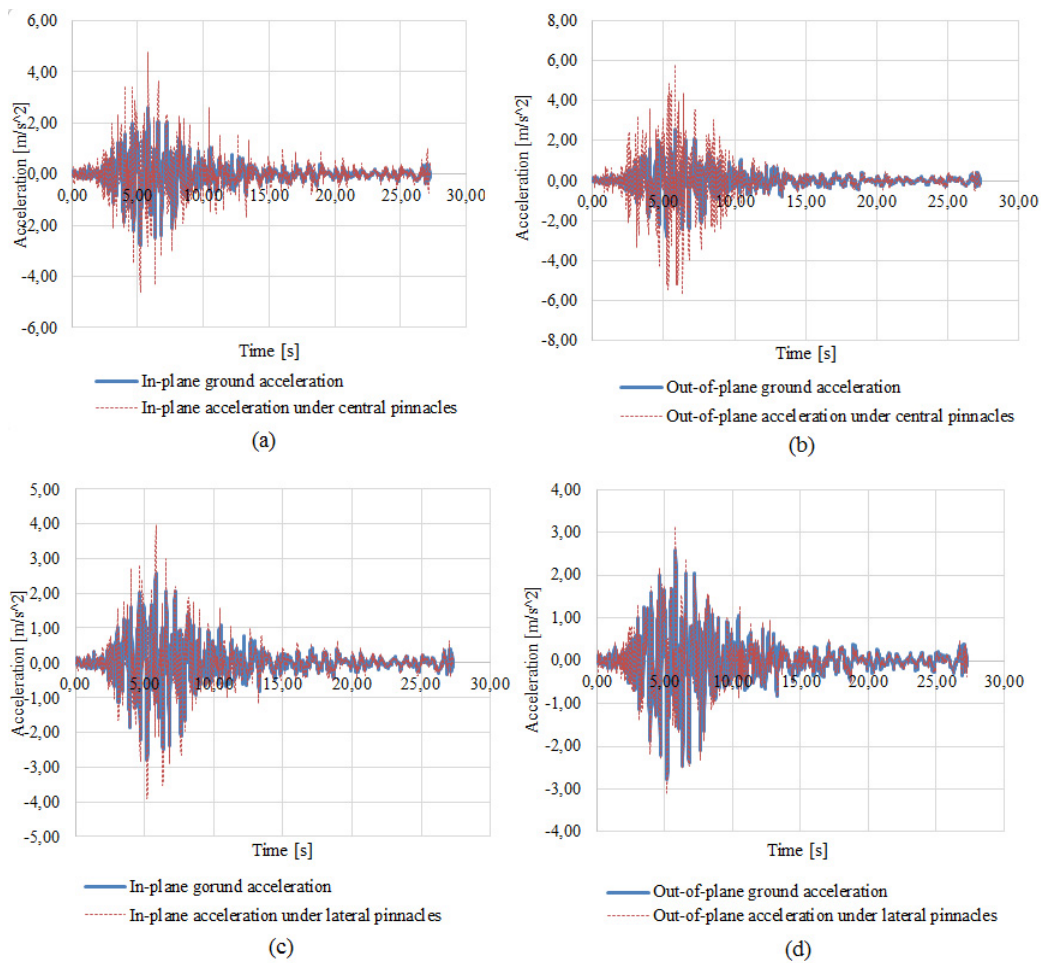 6,00
4,00
2,00
0,00
-2,00
-4,00
-6,00
0,00 5,00 10,00 15,00 20,00 25,00 30,00
Acceleration [m/s^2]
Time [s]
In-plane ground acceleration
In-plane acceleration under central pinnacles
(a)
8,00
6,00
4,00
2,00
0,00
-2,00
-4,00
-6,00
-8,00
0,00 5,00 10,00 15,00 20,00 25,00 30,00
Acceleration [m/s^2]
Time [s]
Out-of-plane ground acceleration
Out-of-plane acceleration under central pinnacles
(b)
5,00
4,00
3,00
2,00
1,00
0,00
-1,00
-2,00
-3,00
-4,00
-5,00
0,00 5,00 10,00 15,00 20,00 25,00 30,00
Acceleration [m/s^2]
Time [s]
In-plane gorund acceleration
In-plane acceleration under lateral pinnacles
(c)
4,00
3,00
2,00
1,00
0,00
-1,00
-2,00
-3,00
-4,00
0,00 5,00 10,00 15,00 20,00 25,00 30,00
Acceleration [m/s^2]
Time [s]
Out-of-plane ground acceleration
Out-of-plane acceleration under lateral pinnacles
(d)